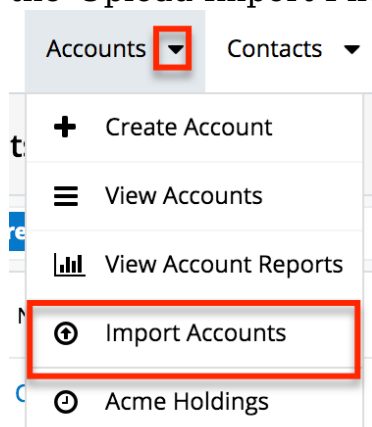 Accounts Contacts
Create Account
View Accounts
View Account Reports
Import Accounts
Acme Holdings